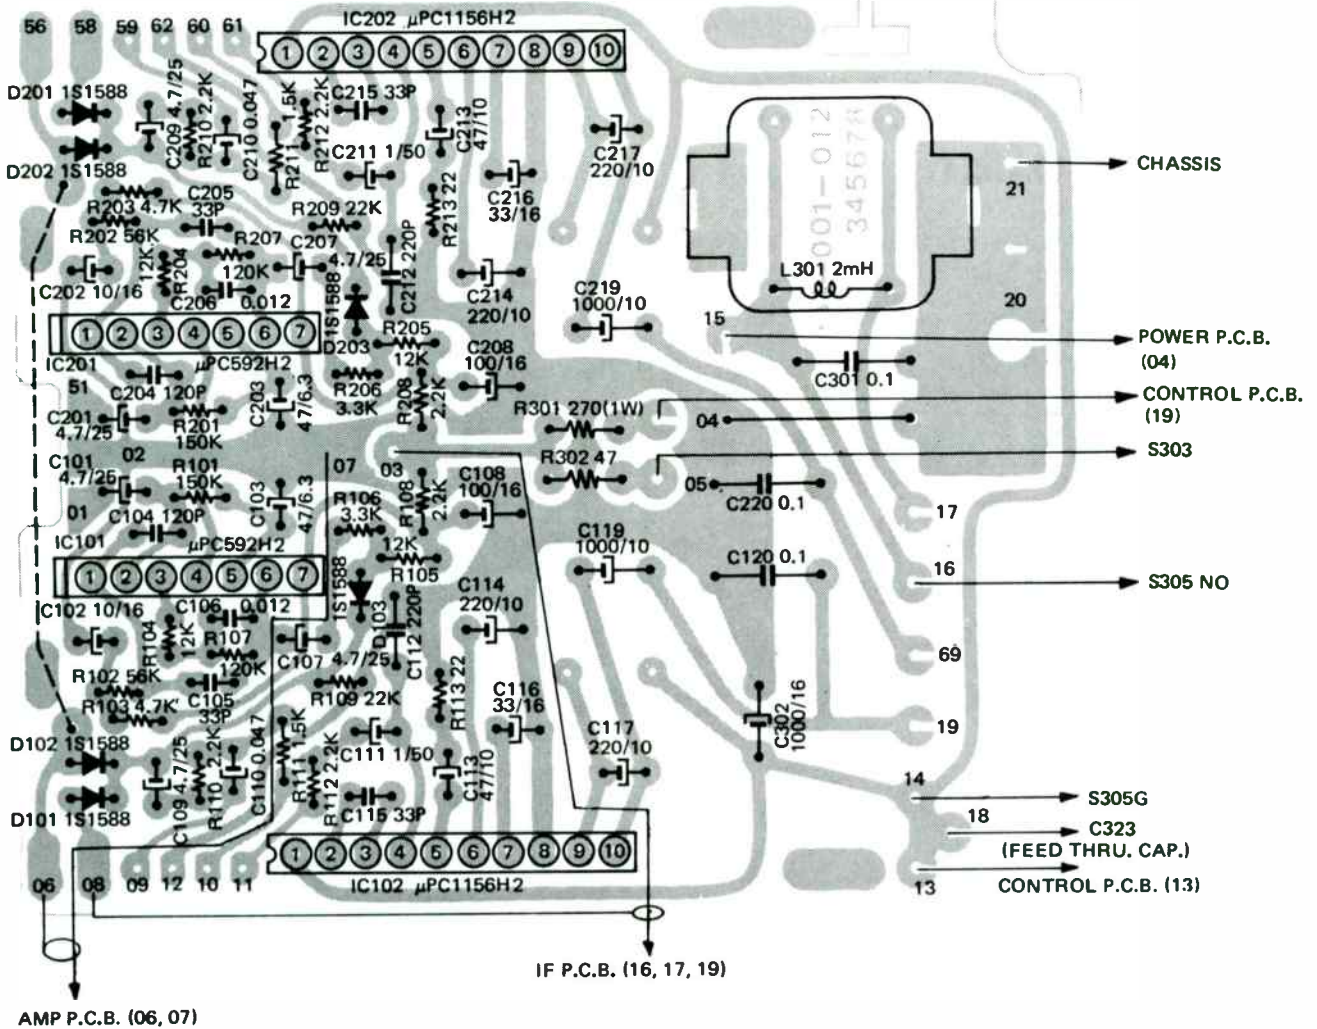 56 58 59 62 60 61
IC202 µPC1156H2
1 2 3 4 5 6 7 8 9 10
D201 1S1588
C209 4.7/25
R210 2.2K
C210 0.047
R211 1.5K
R212 2.2K
C215 33P
C213
47/10
C217
220/10
C211 1/50
D202 1S1588
R203 4.7K
C205
33P
R209 22K
R213 22
C216
33/16
R202 56K
R207
120K
C207
4.7/25
C212 220P
12K
R204
C202 10/16
C206 0.012
1S1588
D203
C214
220/10
C219
1000/10
001-012
345678
L301 2mH
21
CHASSIS
20
15
POWER P.C.B.
(04)
1 2 3 4 5 6 7
IC201
µPC592H2
R205
12K
C208
100/16
C301 0.1
51
C204 120P
C203
47/6.3
R206
3.3K
R208
2.2K
CONTROL P.C.B.
(19)
C201
4.7/25
R201
150K
R301 270(1W)
04
02
07
03
R302 47
S303
05
C101
4.7/25
R101
150K
C103
47/6.3
R106
3.3K
R108
2.2K
C108
100/16
C220 0.1
17
01
C104 120P
IC101
µPC592H2
12K
R105
C119
1000/10
C120 0.1
16
S305 NO
1 2 3 4 5 6 7
1S1588
D103
C114
220/10
C102 10/16
C106 0.012
R104
12K
R107
120K
C107 4.7/25
C112 220P
69
R102 56K
R103 4.7K
C105
33P
R109 22K
R113 22
C116
33/16
C302
1000/16
19
D102 1S1588
C109 4.7/25
R110 2.2K
C110 0.047
R111 1.5K
R112 2.2K
C111 1/50
C113
47/10
C117
220/10
D101 1S1588
C115 33P
14
S305G
18
C323
(FEED THRU. CAP.)
1 2 3 4 5 6 7 8 9 10
13
CONTROL P.C.B. (13)
06 08 09 12 10 11
IC102 µPC1156H2
IF P.C.B. (16, 17, 19)
AMP P.C.B. (06, 07)